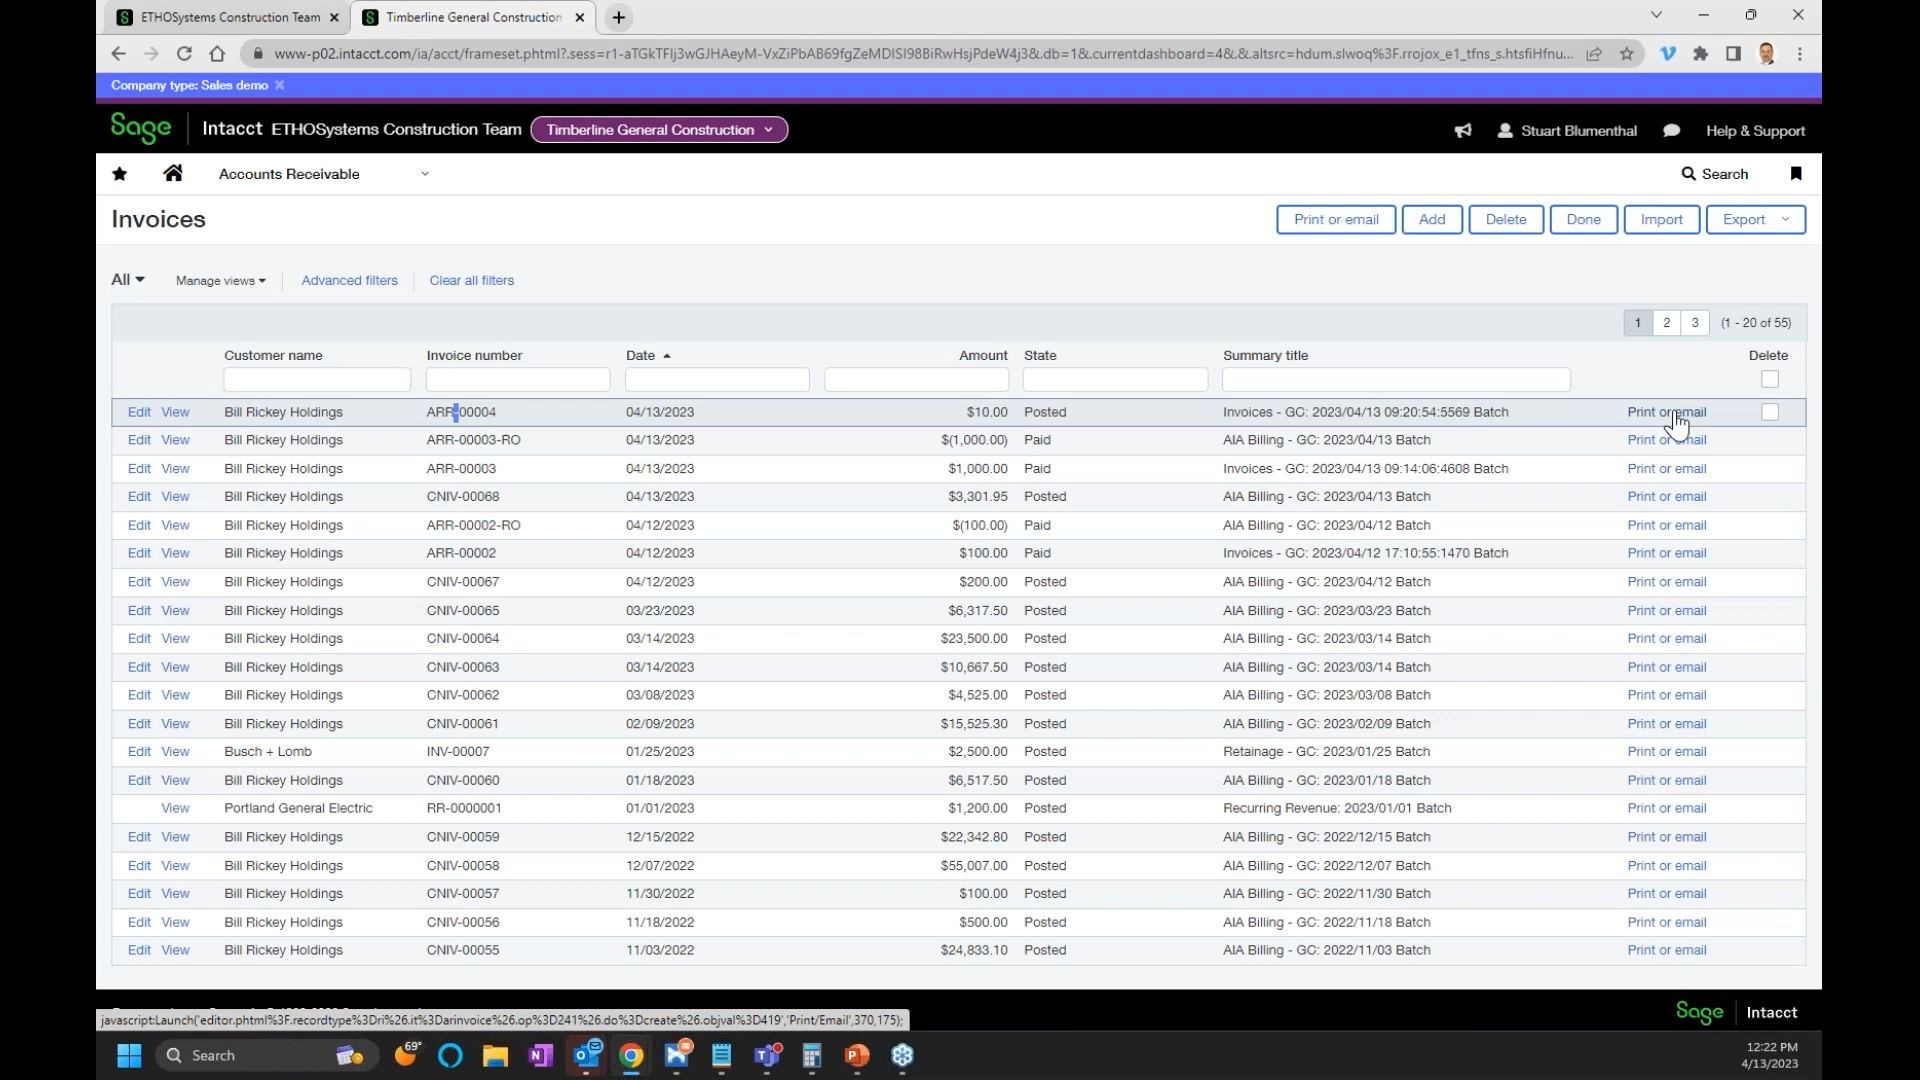 ETHOSystems Construction Team
Timberline General Construction
www-p02.intacct.com/ia/acct/frameset.phtml?.sess=r1-aTGkTFIj3wGJHAeyM-VxZiPbAB69fgZeMDISI98BiRwHsjPdeW4j3&.db=1&.currentdashboard=4&.&.altsrc=hdum.slwoq%3F.rrojox_e1_tfns_s.htsfiHfnu...
Company type: Sales demo
Sage Intacct ETHOSystems Construction Team Timberline General Construction Stuart Blumenthal Help & Support
Accounts Receivable Search
Invoices Print or email Add Delete Done Import Export
All Manage views Advanced filters Clear all filters
1 2 3 (1 - 20 of 55)
Customer name Invoice number Date Amount State Summary title Delete
Edit View Bill Rickey Holdings ARR-00004 04/13/2023 $10.00 Posted Invoices - GC: 2023/04/13 09:20:54:5569 Batch Print or email
Edit View Bill Rickey Holdings ARR-00003-RO 04/13/2023 $(1,000.00) Paid AIA Billing - GC: 2023/04/13 Batch Print or email
Edit View Bill Rickey Holdings ARR-00003 04/13/2023 $1,000.00 Paid Invoices - GC: 2023/04/13 09:14:06:4608 Batch Print or email
Edit View Bill Rickey Holdings CNIV-00068 04/13/2023 $3,301.95 Posted AIA Billing - GC: 2023/04/13 Batch Print or email
Edit View Bill Rickey Holdings ARR-00002-RO 04/12/2023 $(100.00) Paid AIA Billing - GC: 2023/04/12 Batch Print or email
Edit View Bill Rickey Holdings ARR-00002 04/12/2023 $100.00 Paid Invoices - GC: 2023/04/12 17:10:55:1470 Batch Print or email
Edit View Bill Rickey Holdings CNIV-00067 04/12/2023 $200.00 Posted AIA Billing - GC: 2023/04/12 Batch Print or email
Edit View Bill Rickey Holdings CNIV-00065 03/23/2023 $6,317.50 Posted AIA Billing - GC: 2023/03/23 Batch Print or email
Edit View Bill Rickey Holdings CNIV-00064 03/14/2023 $23,500.00 Posted AIA Billing - GC: 2023/03/14 Batch Print or email
Edit View Bill Rickey Holdings CNIV-00063 03/14/2023 $10,667.50 Posted AIA Billing - GC: 2023/03/14 Batch Print or email
Edit View Bill Rickey Holdings CNIV-00062 03/08/2023 $4,525.00 Posted AIA Billing - GC: 2023/03/08 Batch Print or email
Edit View Bill Rickey Holdings CNIV-00061 02/09/2023 $15,525.30 Posted AIA Billing - GC: 2023/02/09 Batch Print or email
Edit View Busch + Lomb INV-00007 01/25/2023 $2,500.00 Posted Retainage - GC: 2023/01/25 Batch Print or email
Edit View Bill Rickey Holdings CNIV-00060 01/18/2023 $6,517.50 Posted AIA Billing - GC: 2023/01/18 Batch Print or email
View Portland General Electric RR-0000001 01/01/2023 $1,200.00 Posted Recurring Revenue: 2023/01/01 Batch Print or email
Edit View Bill Rickey Holdings CNIV-00059 12/15/2022 $22,342.80 Posted AIA Billing - GC: 2022/12/15 Batch Print or email
Edit View Bill Rickey Holdings CNIV-00058 12/07/2022 $55,007.00 Posted AIA Billing - GC: 2022/12/07 Batch Print or email
Edit View Bill Rickey Holdings CNIV-00057 11/30/2022 $100.00 Posted AIA Billing - GC: 2022/11/30 Batch Print or email
Edit View Bill Rickey Holdings CNIV-00056 11/18/2022 $500.00 Posted AIA Billing - GC: 2022/11/18 Batch Print or email
Edit View Bill Rickey Holdings CNIV-00055 11/03/2022 $24,833.10 Posted AIA Billing - GC: 2022/11/03 Batch Print or email
Sage Intacct
javascript:Launch('editor.phtml%3F.recordtype%3Dri%26.it%3Darinvoice%26.op%3D241%26.do%3Dcreate%26.objval%3D419','Print/Email',370,175);
Search 69° 12:22 PM
4/13/2023